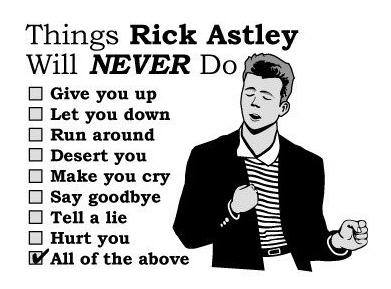 Things Rick Astley
Will NEVER Do
Give you up
Let you down
Run around
Desert you
Make you cry
Say goodbye
Tell a lie
Hurt you
All of the above